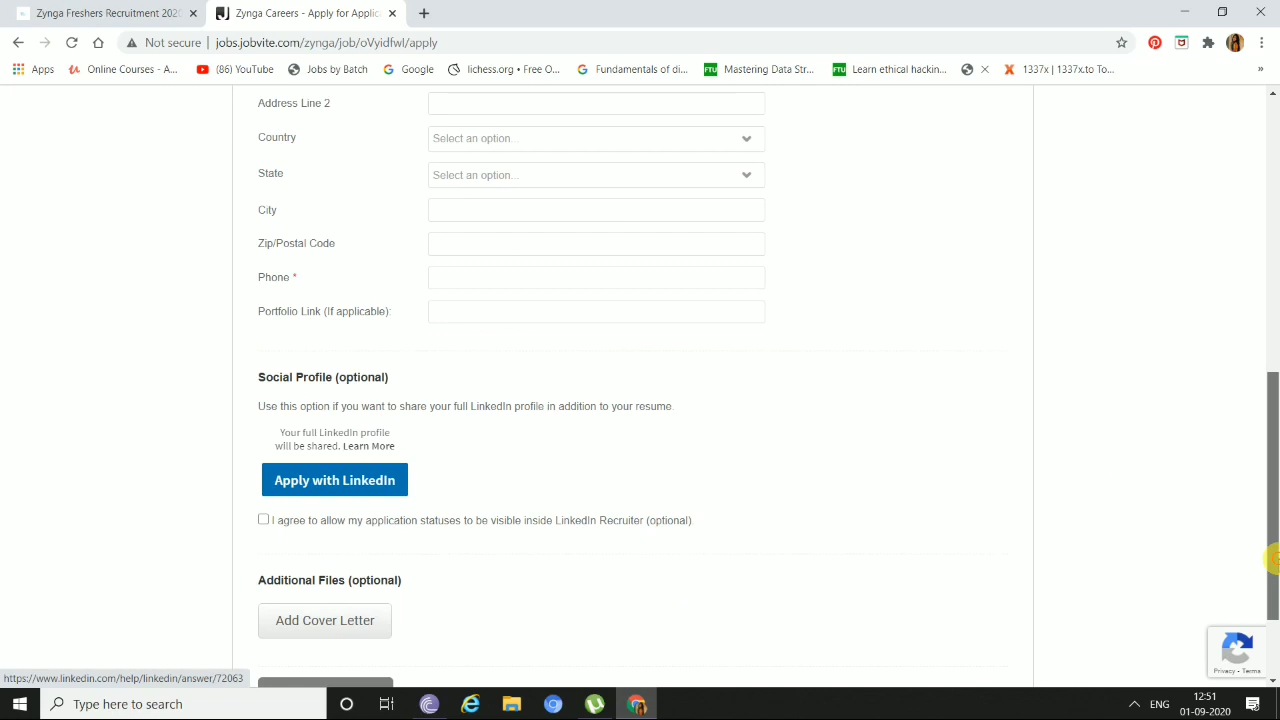 Zynga Freshers Recruitment 2020
Zynga Careers - Apply for Applic
Not secure
jobs.jobvite.com/zynga/job/oVyidfwI/apply
Apps
Online Courses - A...
(86) YouTube
Jobs by Batch
Google
lichess.org • Free O...
Fundamentals of di...
FTU
Mastering Data Str...
FTU
Learn ethical hackin...
1337x | 1337x.to To...
»
Address Line 2
Country
Select an option...
State
Select an option...
City
Zip/Postal Code
Phone *
Portfolio Link (If applicable):
Social Profile (optional)
Use this option if you want to share your full LinkedIn profile in addition to your resume.
Your full LinkedIn profile
will be shared. Learn More
Apply with LinkedIn
I agree to allow my application statuses to be visible inside LinkedIn Recruiter (optional)
Additional Files (optional)
Add Cover Letter
Privacy - Terms
https://www.linkedin.com/help/linkedin/answer/72063
Type here to search
ENG
12:51
01-09-2020